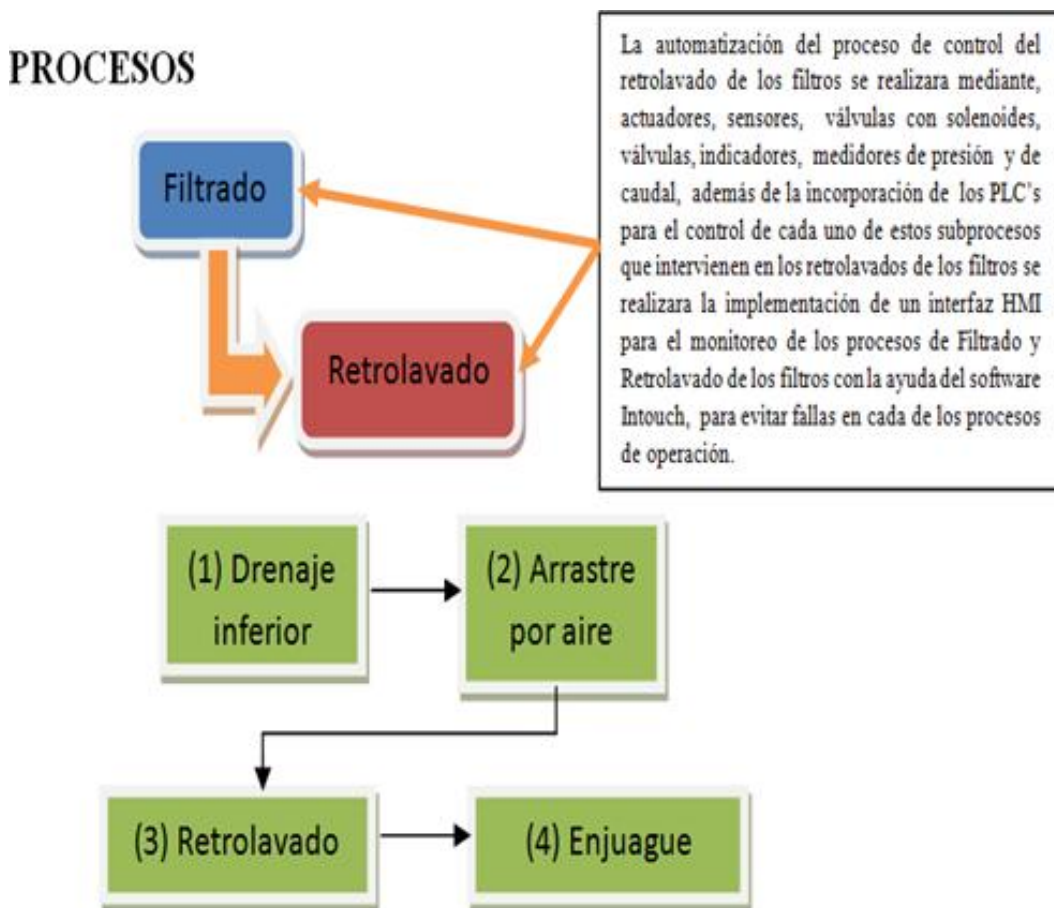 PROCESOS
Filtrado
Retrolavado
La automatización del proceso de control del
retrolavado de los filtros se realizara mediante,
actuadores, sensores, válvulas con solenoides,
válvulas, indicadores, medidores de presión y de
caudal, además de la incorporación de los PLC's
para el control de cada uno de estos subprocesos
que intervienen en los retrolavados de los filtros se
realizara la implementación de un interfaz HMI
para el monitoreo de los procesos de Filtrado y
Retrolavado de los filtros con la ayuda del software
Intouch, para evitar fallas en cada de los procesos
de operación.
(1) Drenaje
inferior
(2) Arrastre
por aire
(3) Retrolavado
(4) Enjuague